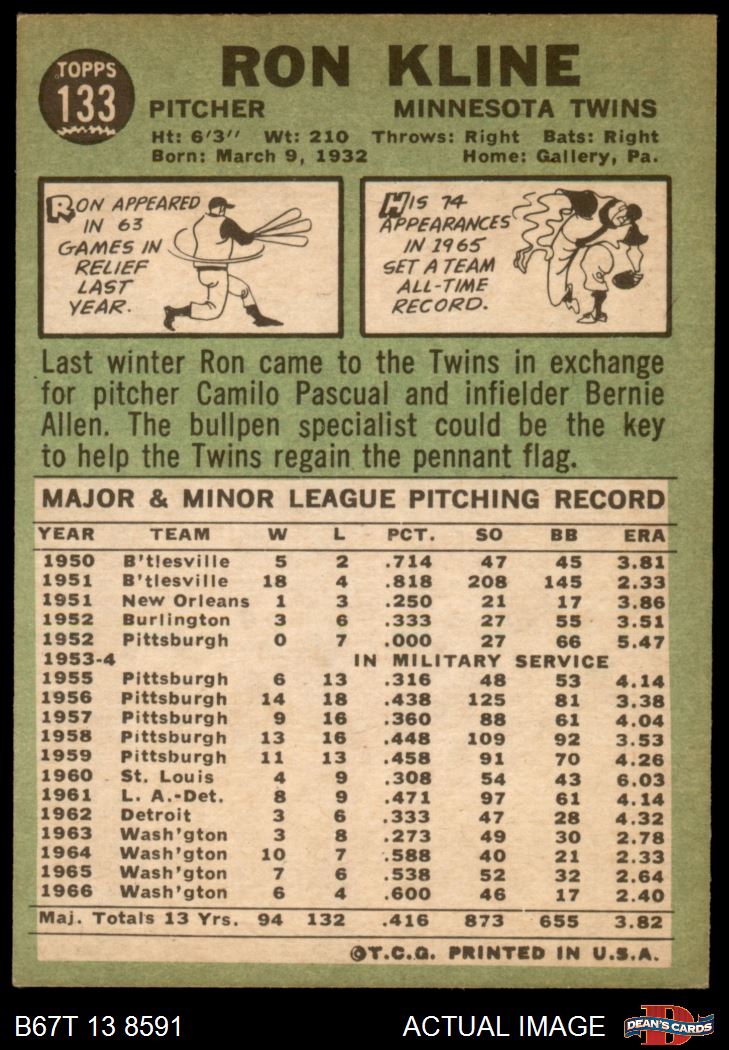 TOPPS
133
RON KLINE
PITCHER MINNESOTA TWINS
Ht: 6'3" Wt: 210 Throws: Right Bats: Right
Born: March 9, 1932 Home: Gallery, Pa.
RON APPEARED
IN 63
GAMES IN
RELIEF
LAST
YEAR.
HIS 74
APPEARANCES
IN 1965
SET A TEAM
ALL-TIME
RECORD.
Last winter Ron came to the Twins in exchange
for pitcher Camilo Pascual and infielder Bernie
Allen. The bullpen specialist could be the key
to help the Twins regain the pennant flag.
MAJOR & MINOR LEAGUE PITCHING RECORD
YEAR TEAM W L PCT. SO BB ERA
1950 B'tlesville 5 2 .714 47 45 3.81
1951 B'tlesville 18 4 .818 208 145 2.33
1951 New Orleans 1 3 .250 21 17 3.86
1952 Burlington 3 6 .333 27 55 3.51
1952 Pittsburgh 0 7 .000 27 66 5.47
1953-4 IN MILITARY SERVICE
1955 Pittsburgh 6 13 .316 48 53 4.14
1956 Pittsburgh 14 18 .438 125 81 3.38
1957 Pittsburgh 9 16 .360 88 61 4.04
1958 Pittsburgh 13 16 .448 109 92 3.53
1959 Pittsburgh 11 13 .458 91 70 4.26
1960 St. Louis 4 9 .308 54 43 6.03
1961 L. A.-Det. 8 9 .471 97 61 4.14
1962 Detroit 3 6 .333 47 28 4.32
1963 Wash'gton 3 8 .273 49 30 2.78
1964 Wash'gton 10 7 .588 40 21 2.33
1965 Wash'gton 7 6 .538 52 32 2.64
1966 Wash'gton 6 4 .600 46 17 2.40
Maj. Totals 13 Yrs. 94 132 .416 873 655 3.82
©T.C.G. PRINTED IN U.S.A.
B67T 13 8591 ACTUAL IMAGE
D
DEAN'S CARDS